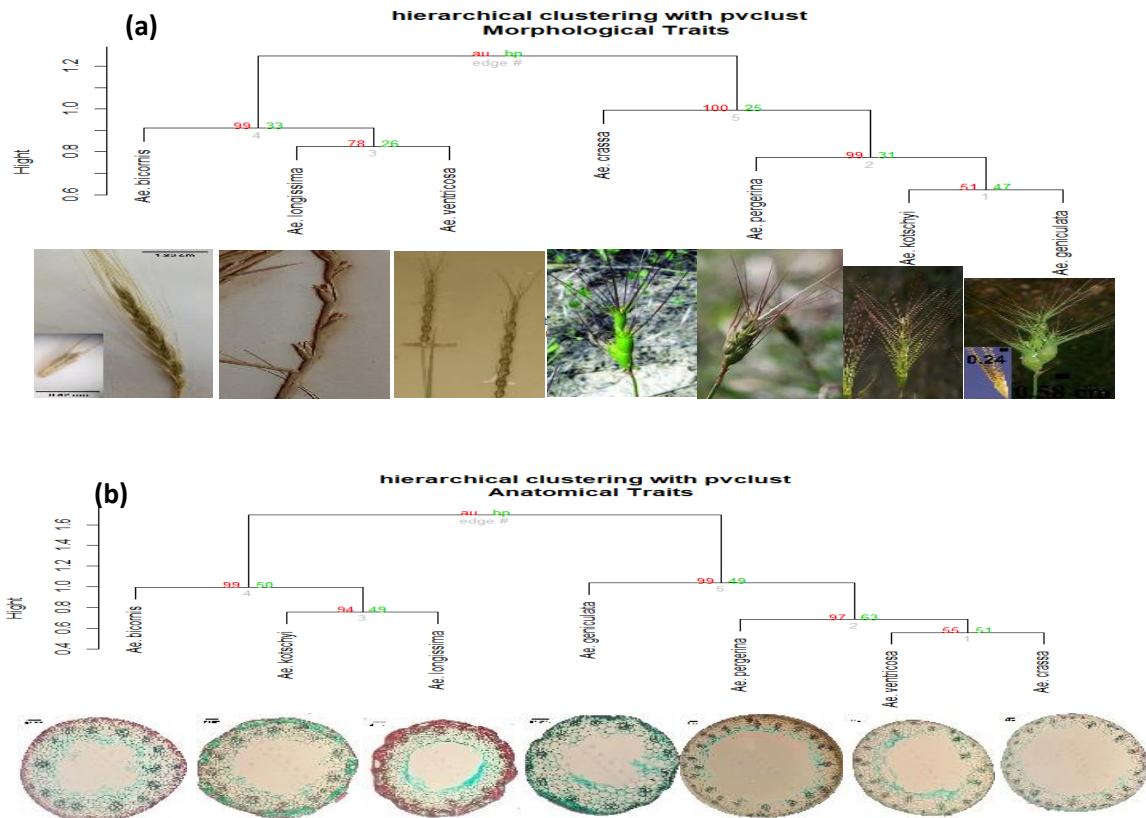 (a)
hierarchical clustering with pvclust
Morphological Traits
au bp
edge #
Hight
1.2
1.0
0.8
0.6
99 33
4
78 26
3
100 25
5
99 31
2
51 47
1
Ae. bicornis
Ae. longissima
Ae. ventricosa
Ae. crassa
Ae. pergerina
Ae. kotschyi
Ae. geniculata
0.24
0.58 cm
(b)
hierarchical clustering with pvclust
Anatomical Traits
au bp
edge #
Hight
1.6
1.4
1.2
1.0
0.8
0.6
0.4
99 50
4
94 49
3
99 49
5
97 63
2
55 51
1
Ae. bicornis
Ae. kotschyi
Ae. longissima
Ae. geniculata
Ae. pergerina
Ae. ventricosa
Ae. crassa